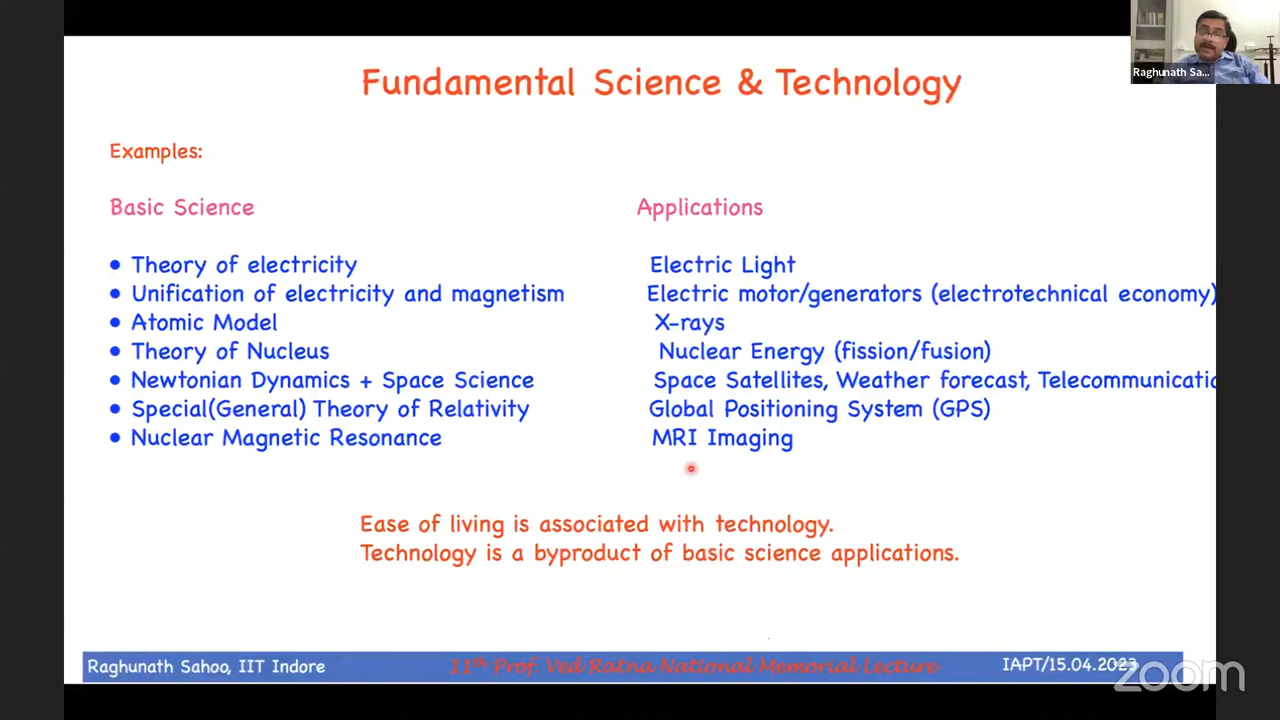 Fundamental Science & Technology
Raghunath Sa...
Examples:
Basic Science
Applications
• Theory of electricity
Electric Light
• Unification of electricity and magnetism
Electric motor/generators (electrotechnical economy)
• Atomic Model
X-rays
• Theory of Nucleus
Nuclear Energy (fission/fusion)
• Newtonian Dynamics + Space Science
Space Satellites, Weather forecast, Telecommunicatio
• Special(General) Theory of Relativity
Global Positioning System (GPS)
• Nuclear Magnetic Resonance
MRI Imaging
Ease of living is associated with technology.
Technology is a byproduct of basic science applications.
Raghunath Sahoo, IIT Indore
11th Prof. Ved Ratna National Memorial Lecture
IAPT/15.04.2023
zoom